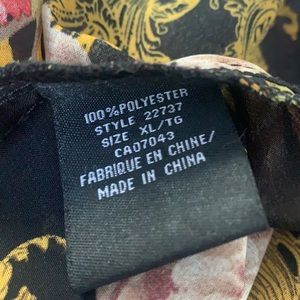 100% POLYESTER
STYLE 22737
SIZE XL/TG
CA07043
FABRIQUE EN CHINE/
MADE IN CHINA